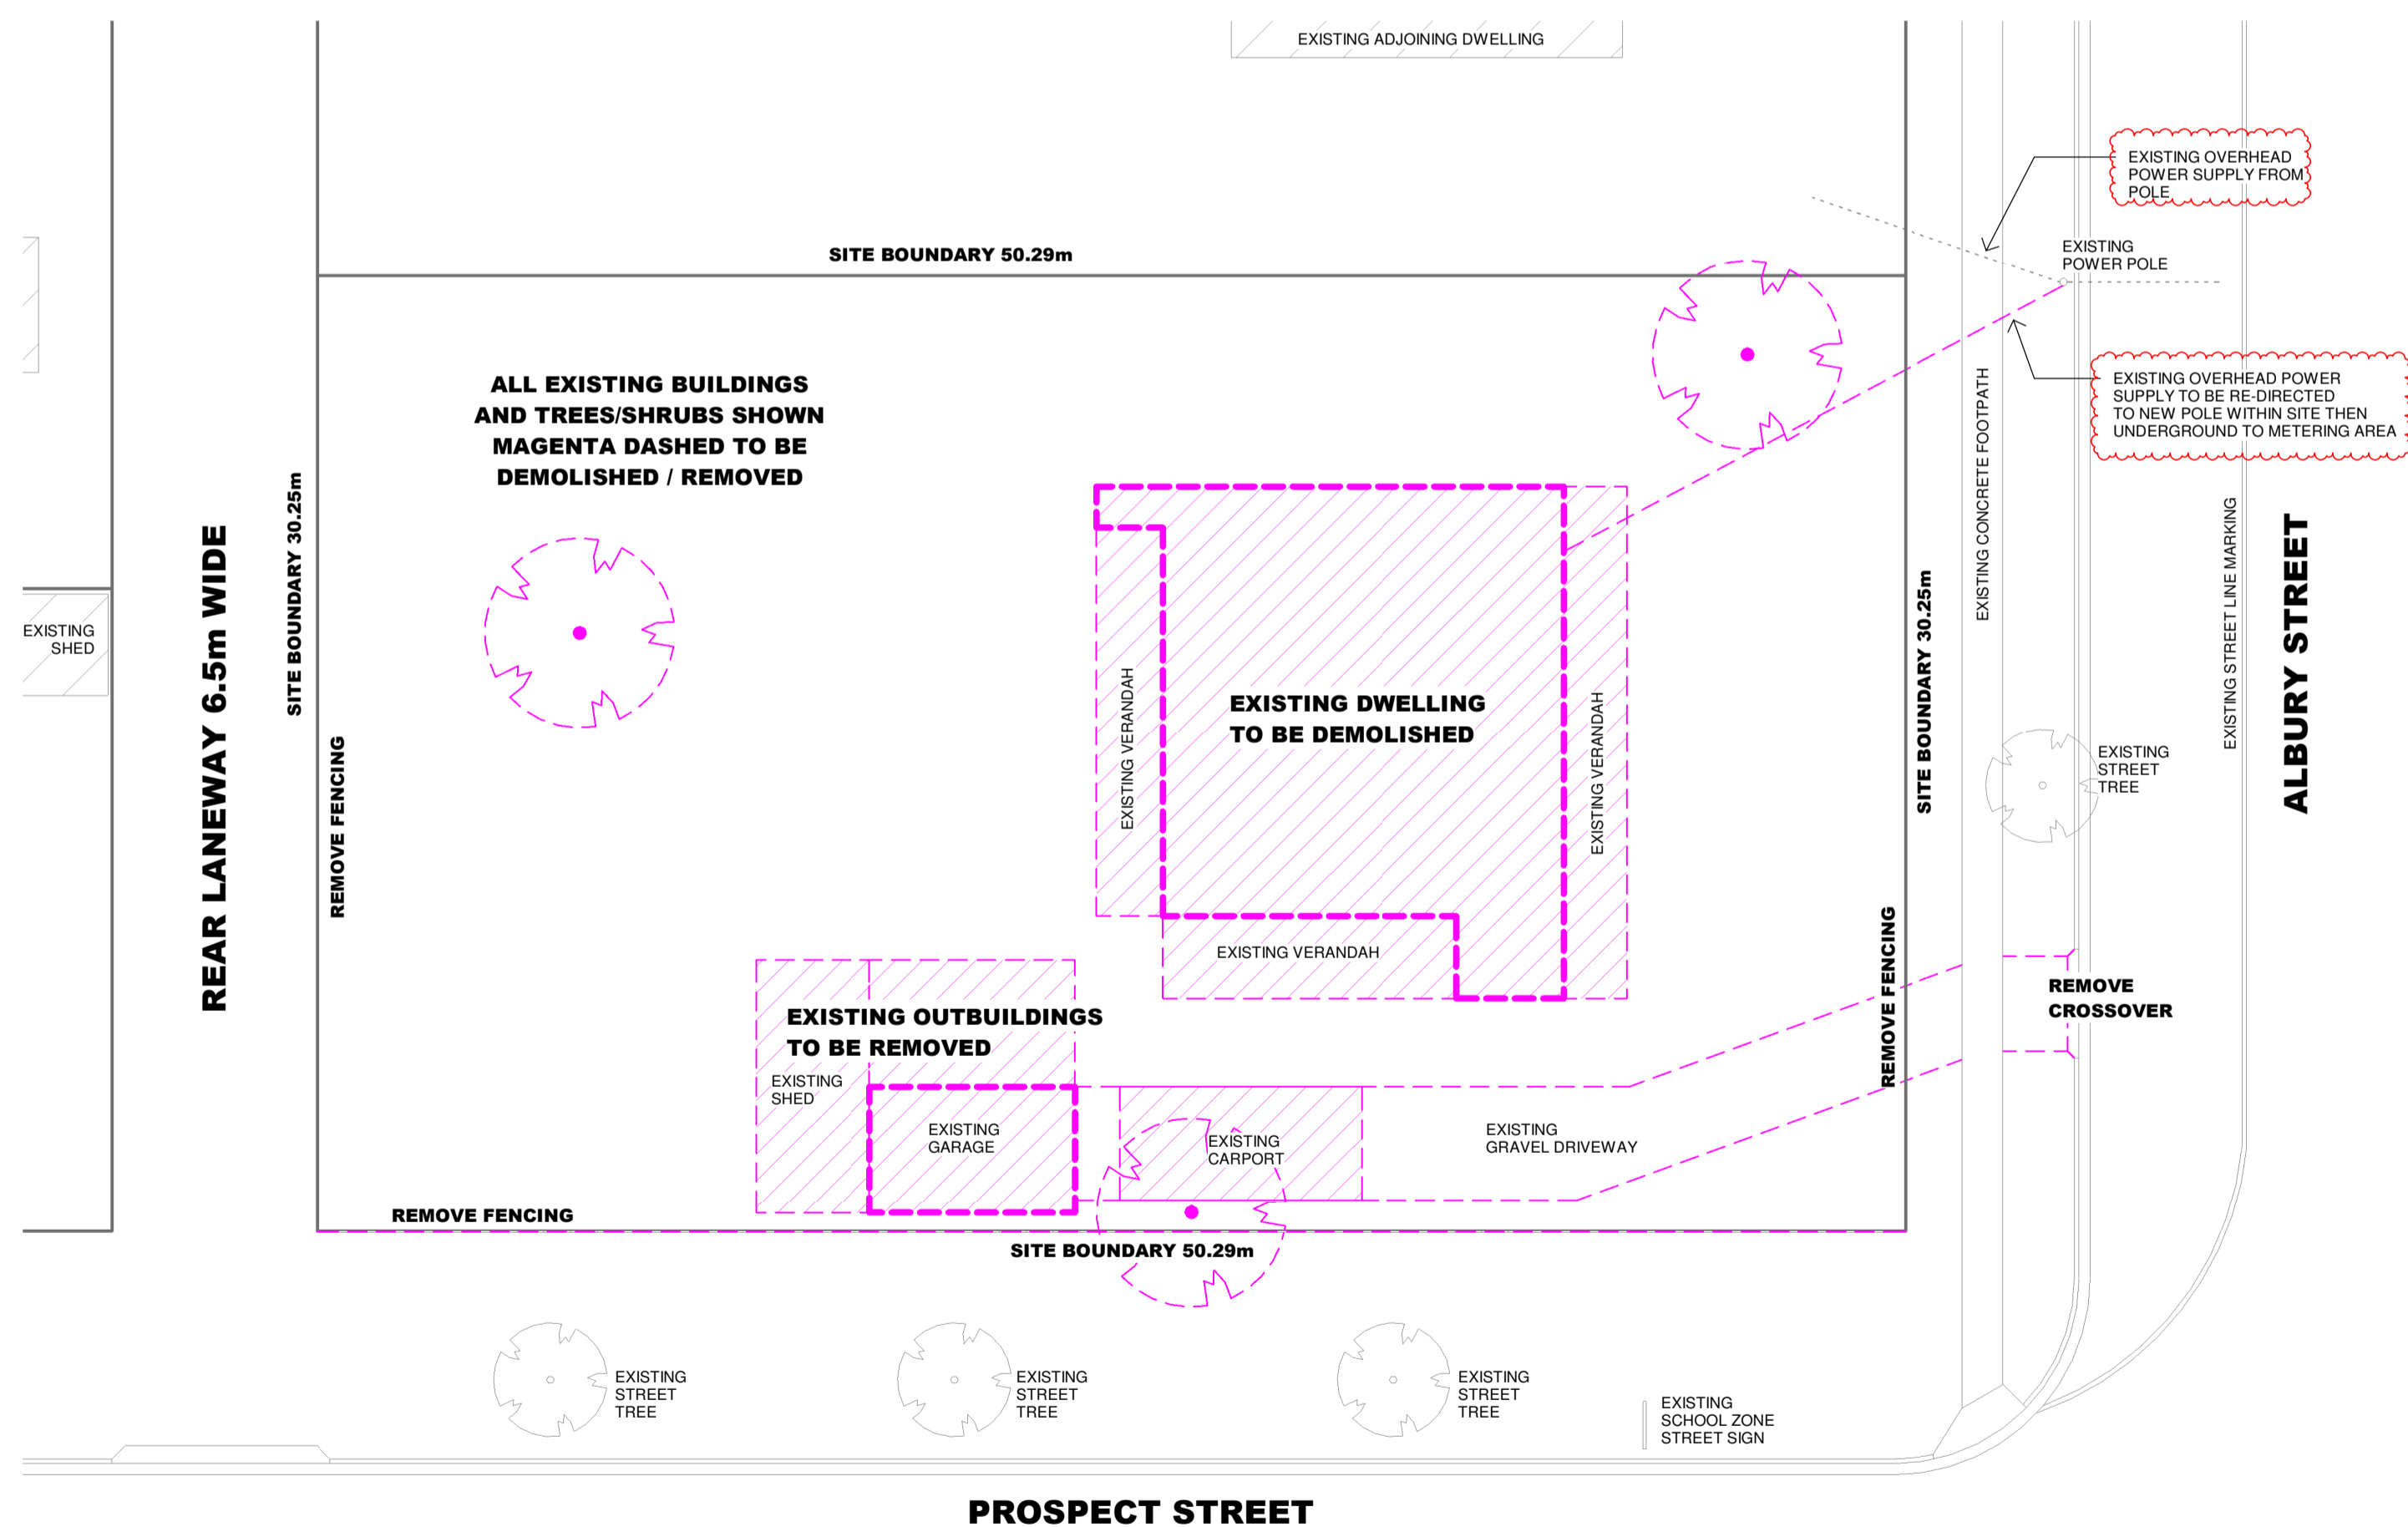 EXISTING ADJOINING DWELLING
EXISTING OVERHEAD
POWER SUPPLY FROM
POLE
SITE BOUNDARY 50.29m
EXISTING
POWER POLE
ALL EXISTING BUILDINGS
AND TREES/SHRUBS SHOWN
MAGENTA DASHED TO BE
DEMOLISHED / REMOVED
EXISTING OVERHEAD POWER
SUPPLY TO BE RE-DIRECTED
TO NEW POLE WITHIN SITE THEN
UNDERGROUND TO METERING AREA
EXISTING CONCRETE FOOTPATH
SITE BOUNDARY 30.25m
REAR LANEWAY 6.5m WIDE
EXISTING
SHED
REMOVE FENCING
EXISTING VERANDAH
EXISTING DWELLING
TO BE DEMOLISHED
EXISTING VERANDAH
SITE BOUNDARY 30.25m
EXISTING STREET LINE MARKING
ALBURY STREET
EXISTING
STREET
TREE
EXISTING VERANDAH
REMOVE FENCING
REMOVE
CROSSOVER
EXISTING OUTBUILDINGS
TO BE REMOVED
EXISTING
SHED
EXISTING
GARAGE
EXISTING
CARPORT
EXISTING
GRAVEL DRIVEWAY
REMOVE FENCING
SITE BOUNDARY 50.29m
EXISTING
STREET
TREE
EXISTING
STREET
TREE
EXISTING
STREET
TREE
EXISTING
SCHOOL ZONE
STREET SIGN
PROSPECT STREET